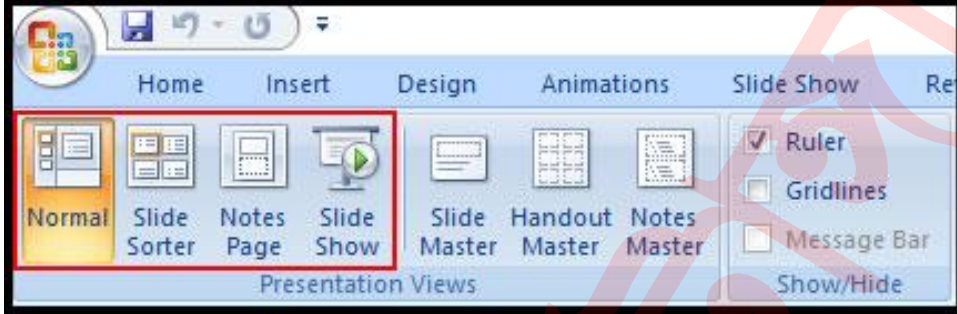 Home Insert Design Animations Slide Show Re
Normal Slide Sorter Notes Page Slide Show Slide Master Handout Master Notes Master
Ruler
Gridlines
Message Bar
Presentation Views Show/Hide